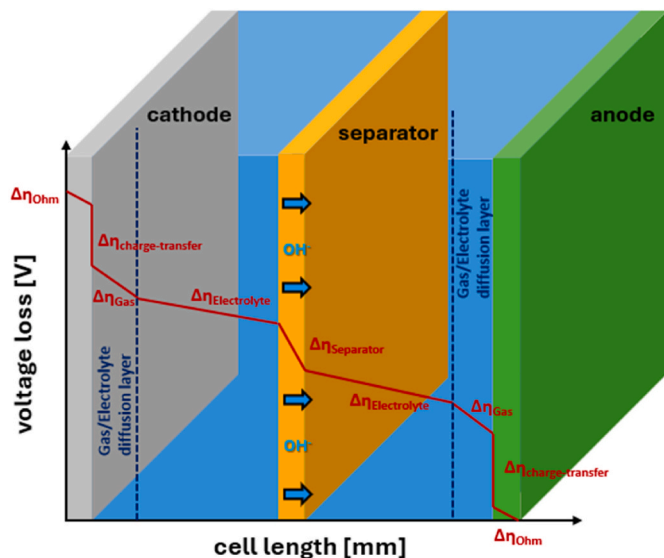 cathode
separator
anode
Δη_Ohm
Δη_charge-transfer
Δη_Gas
Δη_Electrolyte
Gas/Electrolyte
diffusion layer
OH⁻
Δη_Separator
Δη_Electrolyte
OH⁻
Gas/Electrolyte
diffusion layer
Δη_Gas
Δη_charge-transfer
Δη_Ohm
voltage loss [V]
cell length [mm]